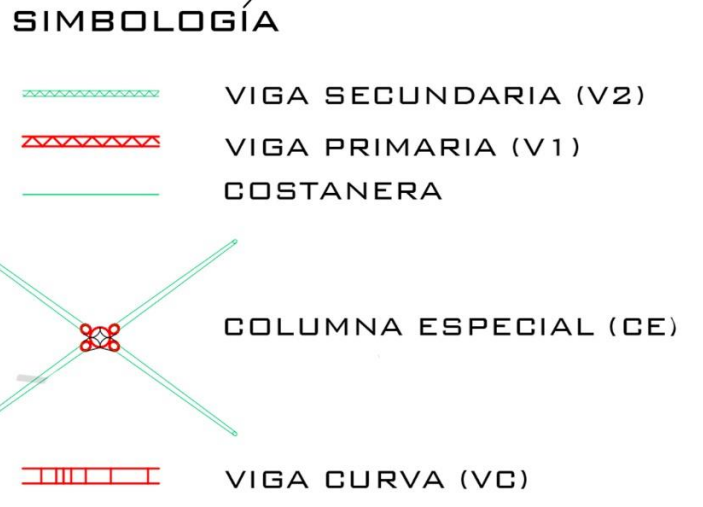 SIMBOLOGÍA
VIGA SECUNDARIA (V2)
VIGA PRIMARIA (V1)
COSTANERA
COLUMNA ESPECIAL (CE)
VIGA CURVA (VC)